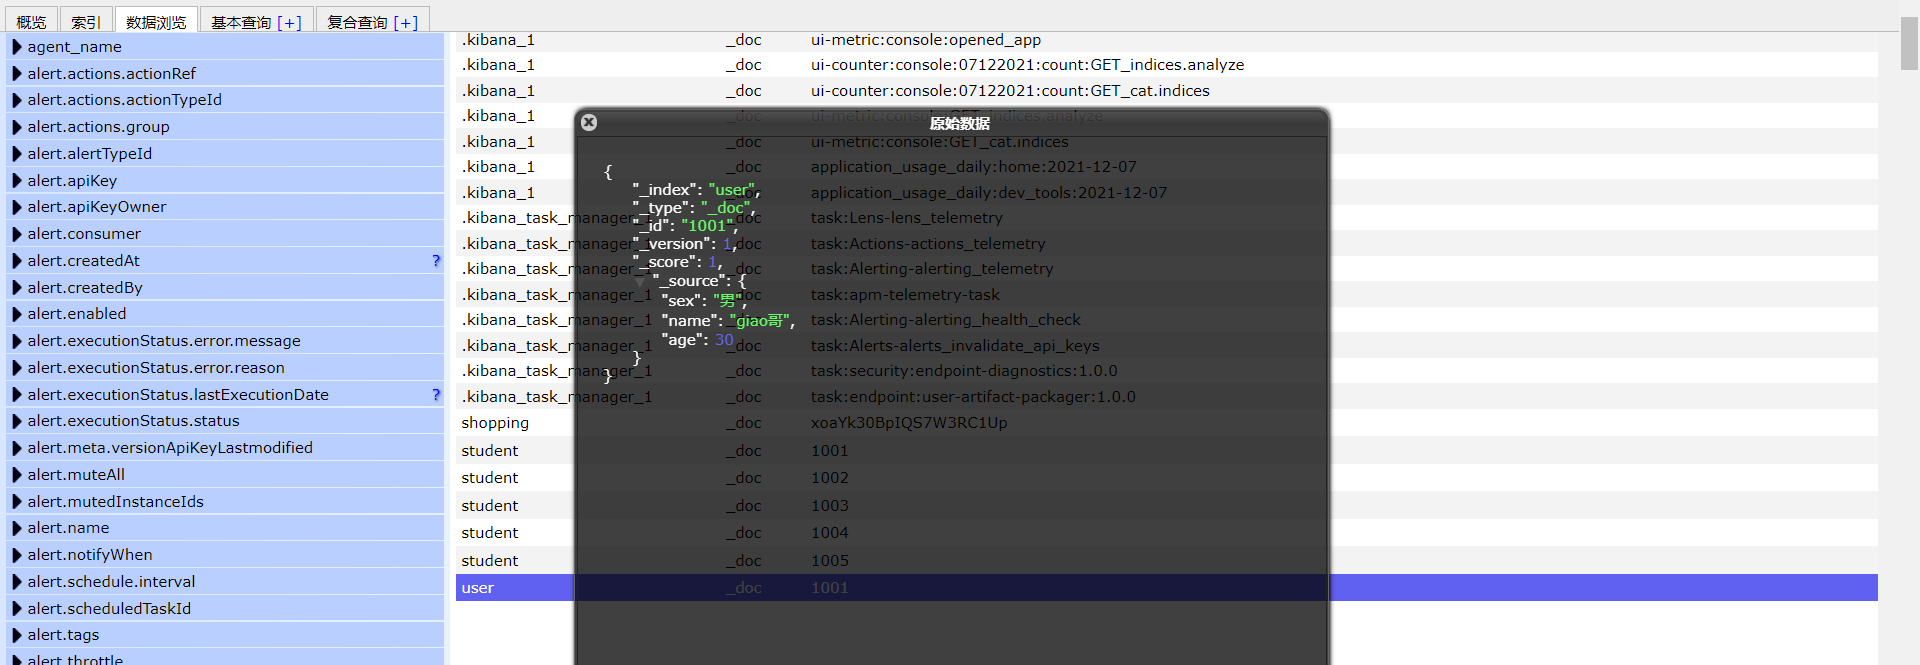 概览 索引 数据浏览 基本查询 [+] 复合查询 [+]
agent_name
alert.actions.actionRef
alert.actions.actionTypeId
alert.actions.group
alert.alertTypeId
alert.apiKey
alert.apiKeyOwner
alert.consumer
alert.createdAt ?
alert.createdBy
alert.enabled
alert.executionStatus.error.message
alert.executionStatus.error.reason
alert.executionStatus.lastExecutionDate ?
alert.executionStatus.status
alert.meta.versionApiKeyLastmodified
alert.muteAll
alert.mutedInstanceIds
alert.name
alert.notifyWhen
alert.schedule.interval
alert.scheduledTaskId
alert.tags
alert.throttle
.kibana_1 _doc ui-metric:console:opened_app
.kibana_1 _doc ui-counter:console:07122021:count:GET_indices.analyze
.kibana_1 _doc ui-counter:console:07122021:count:GET_cat.indices
.kibana_1 _doc ui-metric:console:GET_indices.analyze
.kibana_1 _doc ui-metric:console:GET_cat.indices
.kibana_1 _doc application_usage_daily:home:2021-12-07
.kibana_1 _doc application_usage_daily:dev_tools:2021-12-07
.kibana_task_manager_1 _doc task:Lens-lens_telemetry
.kibana_task_manager_1 _doc task:Actions-actions_telemetry
.kibana_task_manager_1 _doc task:Alerting-alerting_telemetry
.kibana_task_manager_1 _doc task:apm-telemetry-task
.kibana_task_manager_1 _doc task:Alerting-alerting_health_check
.kibana_task_manager_1 _doc task:Alerts-alerts_invalidate_api_keys
.kibana_task_manager_1 _doc task:security:endpoint-diagnostics:1.0.0
.kibana_task_manager_1 _doc task:endpoint:user-artifact-packager:1.0.0
shopping _doc xoaYk30BpIQS7W3RC1Up
student _doc 1001
student _doc 1002
student _doc 1003
student _doc 1004
student _doc 1005
user _doc 1001
原始数据
{
"_index": "user",
"_type": "_doc",
"_id": "1001",
"_version": 1,
"_score": 1,
"_source": {
"sex": "男",
"name": "giao哥",
"age": 30
}
}